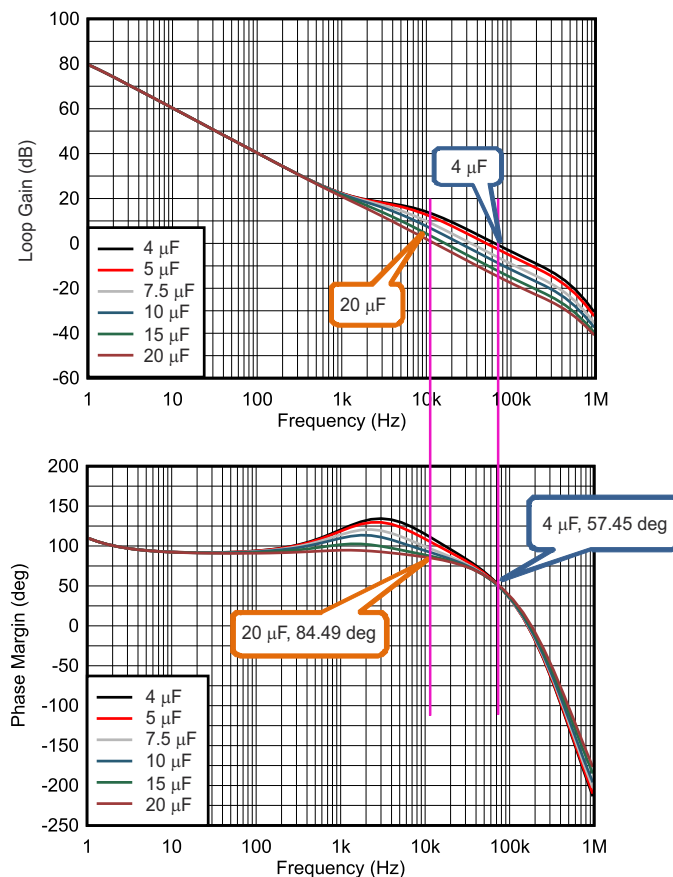 100
80
60
40
20
0
-20
-40
-60
Loop Gain (dB)
4 μF
20 μF
4 μF
5 μF
7.5 μF
10 μF
15 μF
20 μF
1 10 100 1k 10k 100k 1M
Frequency (Hz)
200
150
100
50
0
-50
-100
-150
-200
-250
Phase Margin (deg)
4 μF, 57.45 deg
20 μF, 84.49 deg
4 μF
5 μF
7.5 μF
10 μF
15 μF
20 μF
1 10 100 1k 10k 100k 1M
Frequency (Hz)